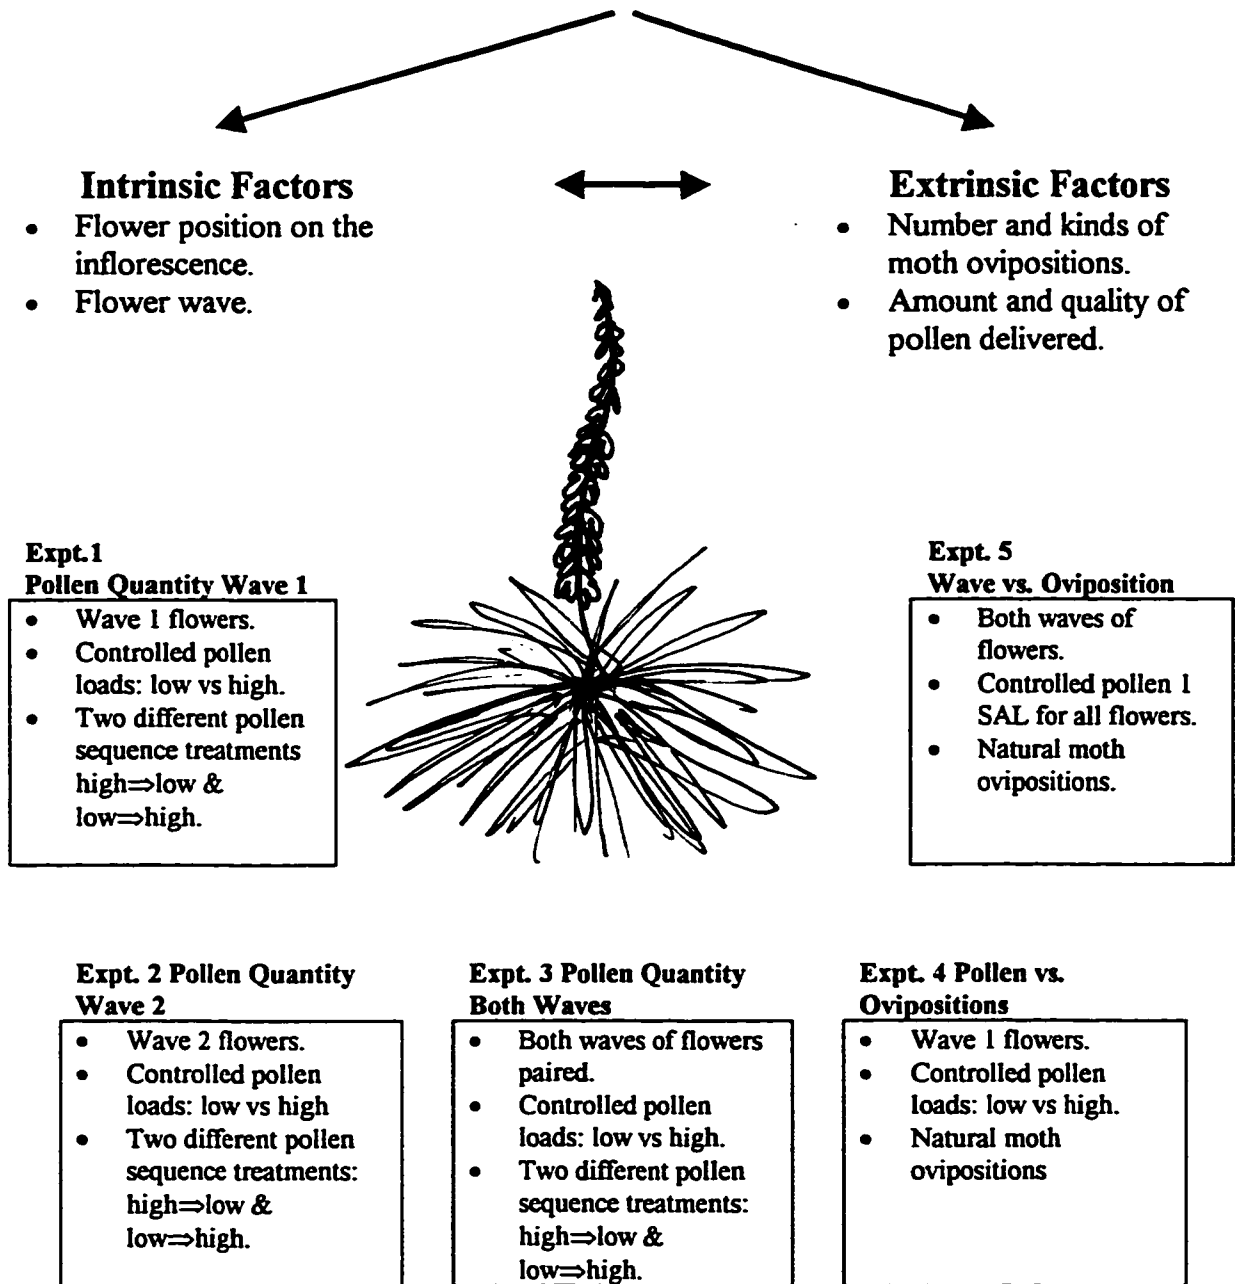 Intrinsic Factors
• Flower position on the
inflorescence.
• Flower wave.
Extrinsic Factors
• Number and kinds of
moth ovipositions.
• Amount and quality of
pollen delivered.
Expt.1
Pollen Quantity Wave 1
• Wave 1 flowers.
• Controlled pollen
loads: low vs high.
• Two different pollen
sequence treatments
high⇒low &
low⇒high.
Expt. 5
Wave vs. Oviposition
• Both waves of
flowers.
• Controlled pollen 1
SAL for all flowers.
• Natural moth
ovipositions.
Expt. 2 Pollen Quantity
Wave 2
• Wave 2 flowers.
• Controlled pollen
loads: low vs high
• Two different pollen
sequence treatments:
high⇒low &
low⇒high.
Expt. 3 Pollen Quantity
Both Waves
• Both waves of flowers
paired.
• Controlled pollen
loads: low vs high.
• Two different pollen
sequence treatments:
high⇒low &
low⇒high.
Expt. 4 Pollen vs.
Ovipositions
• Wave 1 flowers.
• Controlled pollen
loads: low vs high.
• Natural moth
ovipositions